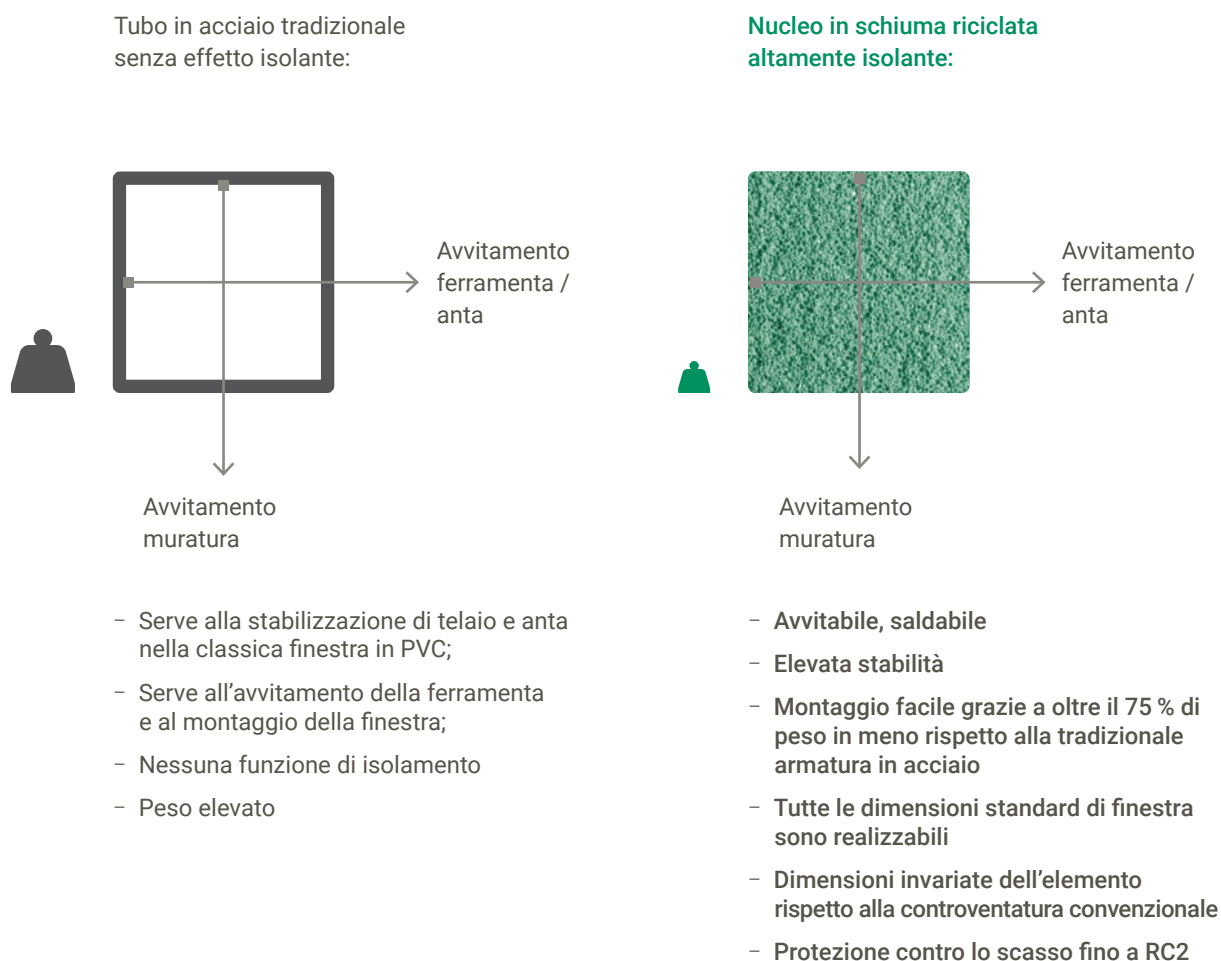 Tubo in acciaio tradizionale
senza effetto isolante:
Avvitamento
ferramenta /
anta
Avvitamento
muratura
– Serve alla stabilizzazione di telaio e anta
nella classica finestra in PVC;
– Serve all’avvitamento della ferramenta
e al montaggio della finestra;
– Nessuna funzione di isolamento
– Peso elevato
Nucleo in schiuma riciclata
altamente isolante:
Avvitamento
ferramenta /
anta
Avvitamento
muratura
– Avvitabile, saldabile
– Elevata stabilità
– Montaggio facile grazie a oltre il 75 % di
peso in meno rispetto alla tradizionale
armatura in acciaio
– Tutte le dimensioni standard di finestra
sono realizzabili
– Dimensioni invariate dell’elemento
rispetto alla controventatura convenzionale
– Protezione contro lo scasso fino a RC2